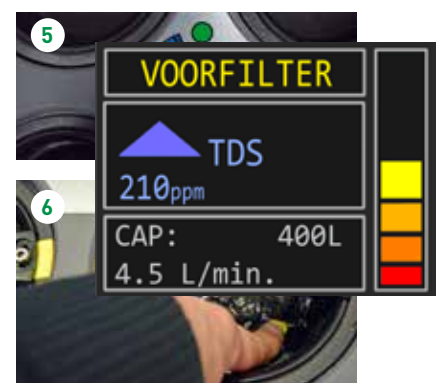 5
VOORFILTER
TDS
210ppm
6
CAP: 400L
4.5 L/min.